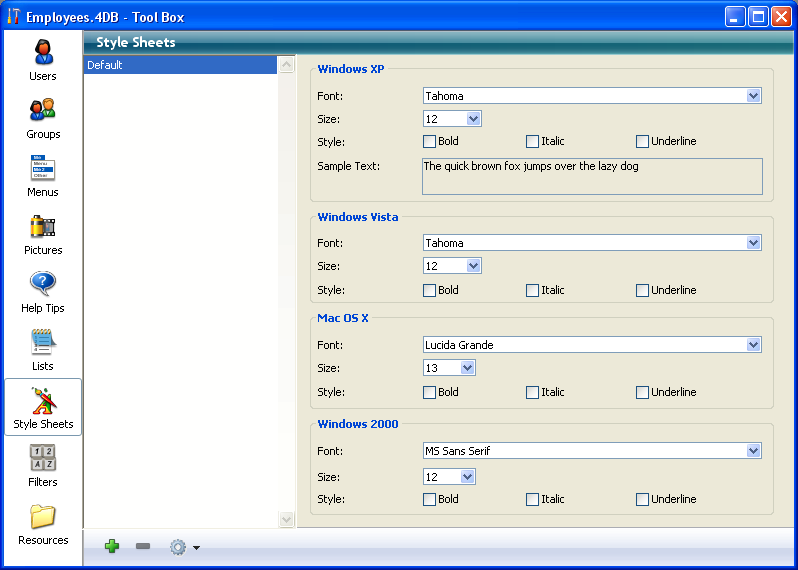 Employees.4DB - Tool Box
Users
Groups
Menus
Pictures
Help Tips
Lists
Style Sheets
Filters
Resources
Style Sheets
Default
Windows XP
Font: Tahoma
Size: 12
Style: Bold Italic Underline
Sample Text: The quick brown fox jumps over the lazy dog
Windows Vista
Font: Tahoma
Size: 12
Style: Bold Italic Underline
Mac OS X
Font: Lucida Grande
Size: 13
Style: Bold Italic Underline
Windows 2000
Font: MS Sans Serif
Size: 12
Style: Bold Italic Underline